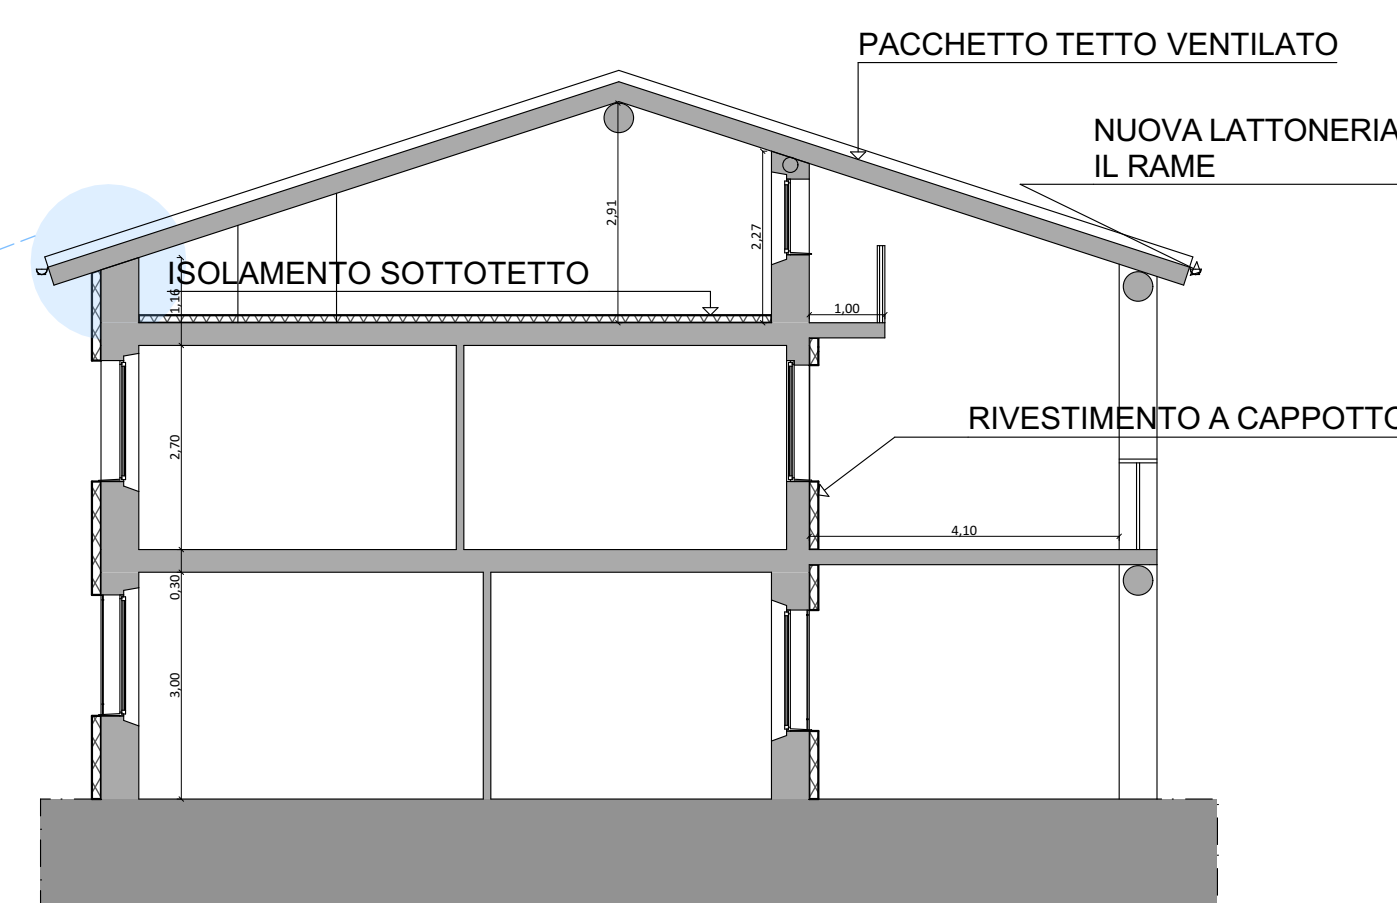 PACCHETTO TETTO VENTILATO
NUOVA LATTONERIA
IL RAME
2,91
2,27
ISOLAMENTO SOTTOTETTO
1,16
1,00
RIVESTIMENTO A CAPPOTTO
2,70
4,10
0,30
3,00